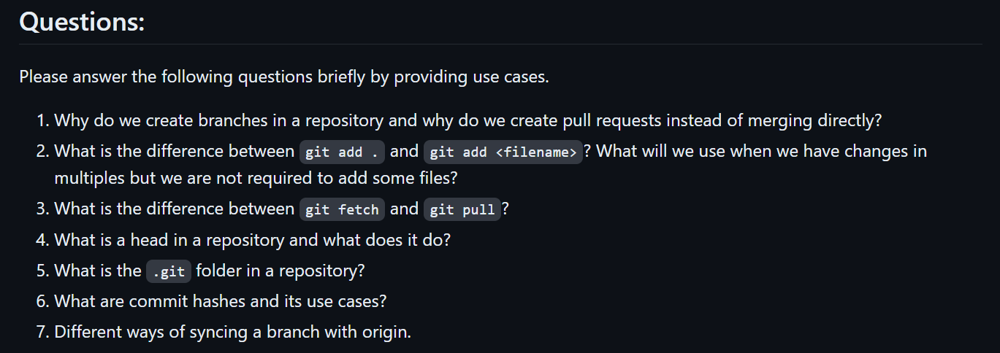 Questions:
Please answer the following questions briefly by providing use cases.
1. Why do we create branches in a repository and why do we create pull requests instead of merging directly?
2. What is the difference between git add . and git add <filename>? What will we use when we have changes in
multiples but we are not required to add some files?
3. What is the difference between git fetch and git pull?
4. What is a head in a repository and what does it do?
5. What is the .git folder in a repository?
6. What are commit hashes and its use cases?
7. Different ways of syncing a branch with origin.